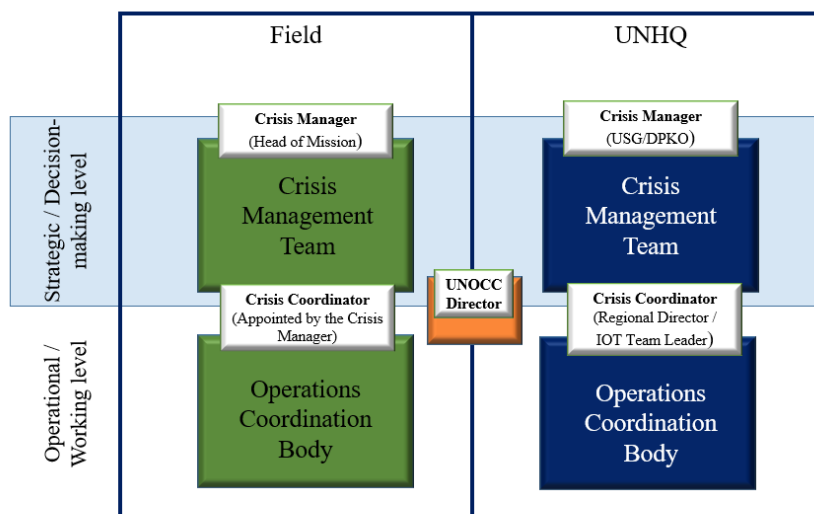 Field
UNHQ
Strategic / Decision-
making level
Crisis Manager
(Head of Mission)
Crisis
Management
Team
Crisis Manager
(USG/DPKO)
Crisis
Management
Team
UNOCC
Director
Operational /
Working level
Crisis Coordinator
(Appointed by the Crisis
Manager)
Operations
Coordination
Body
Crisis Coordinator
(Regional Director /
IOT Team Leader)
Operations
Coordination
Body